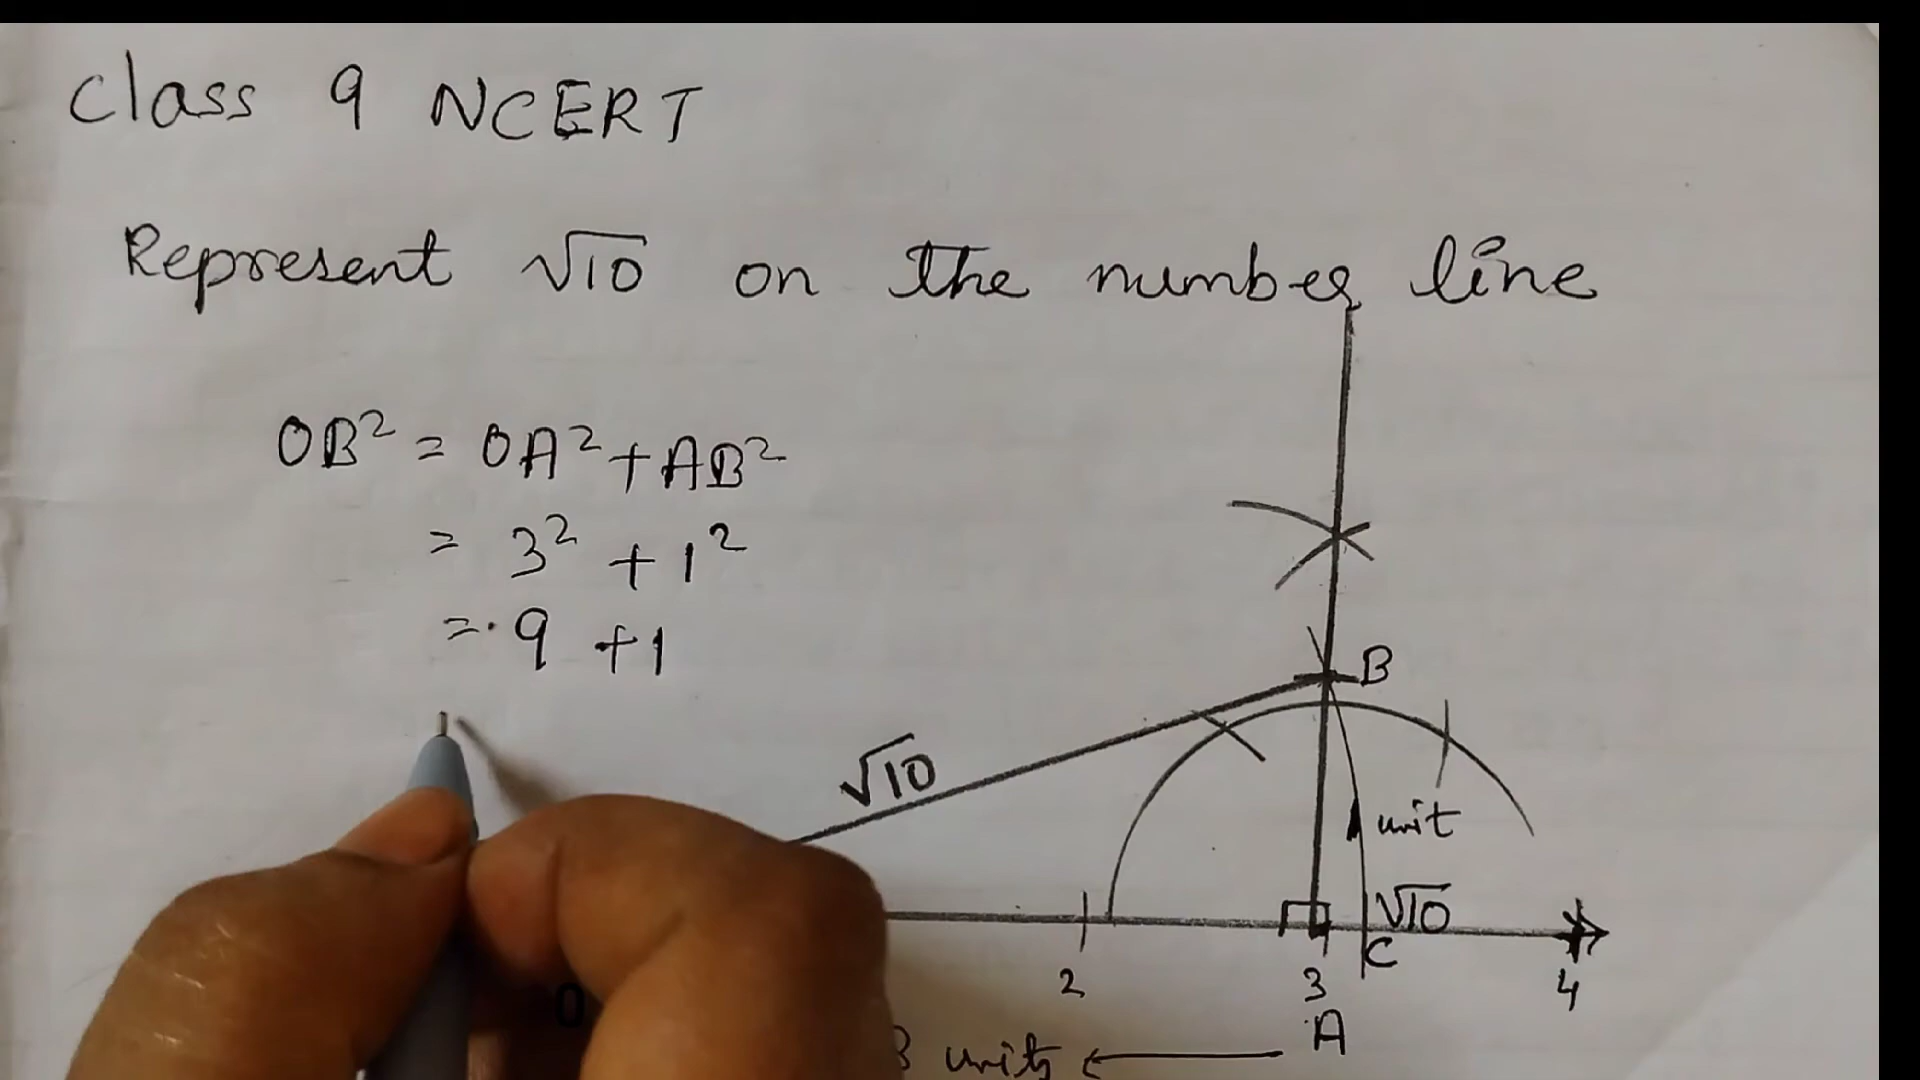 Class 9 NCERT
Represent √10 on the number line
OB² = OA² + AB²
= 3² + 1²
= 9 + 1
B
√10
unit
√10
C
2 3 4
0
A
3 units